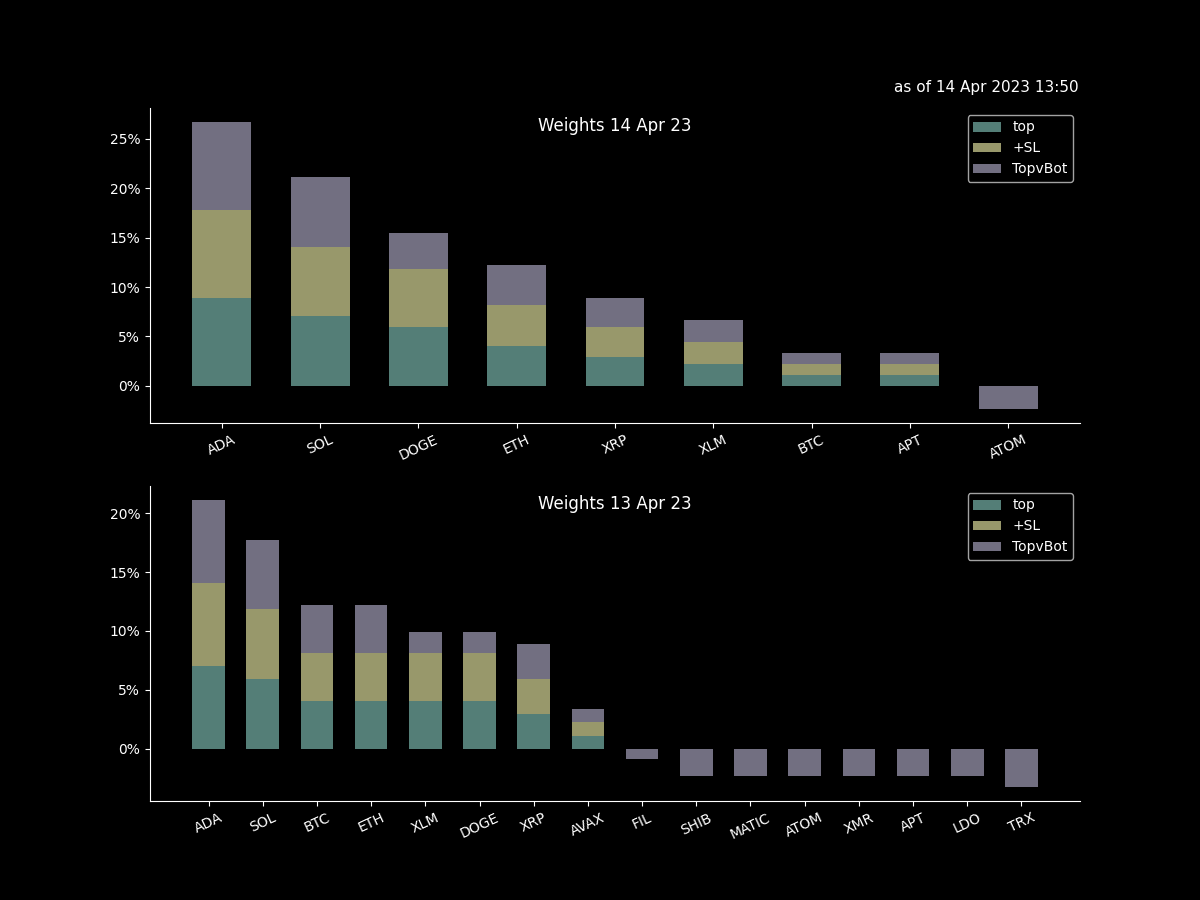 as of 14 Apr 2023 13:50
Weights 14 Apr 23
top
+SL
TopvBot
25%
20%
15%
10%
5%
0%
ADA SOL DOGE ETH XRP XLM BTC APT ATOM
Weights 13 Apr 23
top
+SL
TopvBot
20%
15%
10%
5%
0%
ADA SOL BTC ETH XLM DOGE XRP AVAX FIL SHIB MATIC ATOM XMR APT LDO TRX